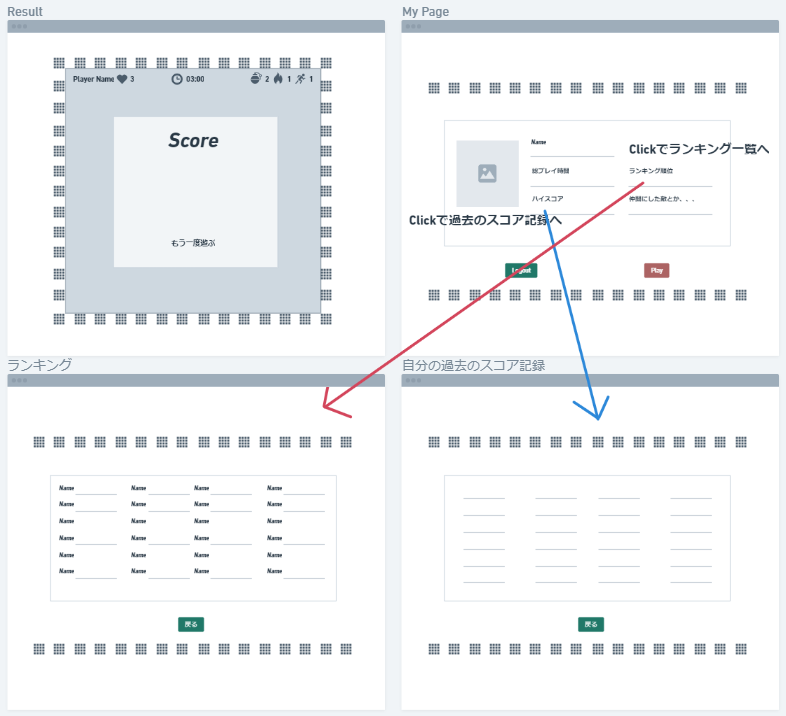 Result
Player Name 3
03:00
2
1
1
Score
もう一度遊ぶ
My Page
Name
Clickでランキング一覧へ
総プレイ時間
ランキング順位
ハイスコア
仲間にした敵とか、、、
Clickで過去のスコア記録へ
Logout
Play
ランキング
Name Name Name Name
Name Name Name Name
Name Name Name Name
Name Name Name Name
Name Name Name Name
Name Name Name Name
戻る
自分の過去のスコア記録
戻る